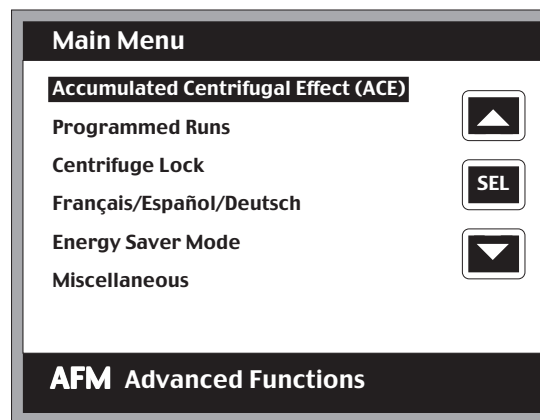 Main Menu
Accumulated Centrifugal Effect (ACE)
Programmed Runs
Centrifuge Lock
SEL
Français/Español/Deutsch
Energy Saver Mode
Miscellaneous
AFM Advanced Functions